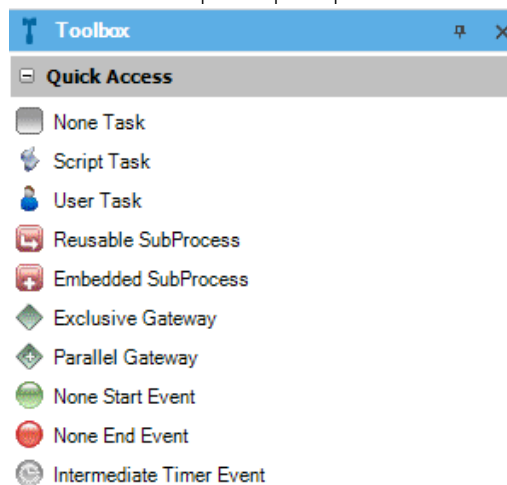 Toolbox
Quick Access
None Task
Script Task
User Task
Reusable SubProcess
Embedded SubProcess
Exclusive Gateway
Parallel Gateway
None Start Event
None End Event
Intermediate Timer Event